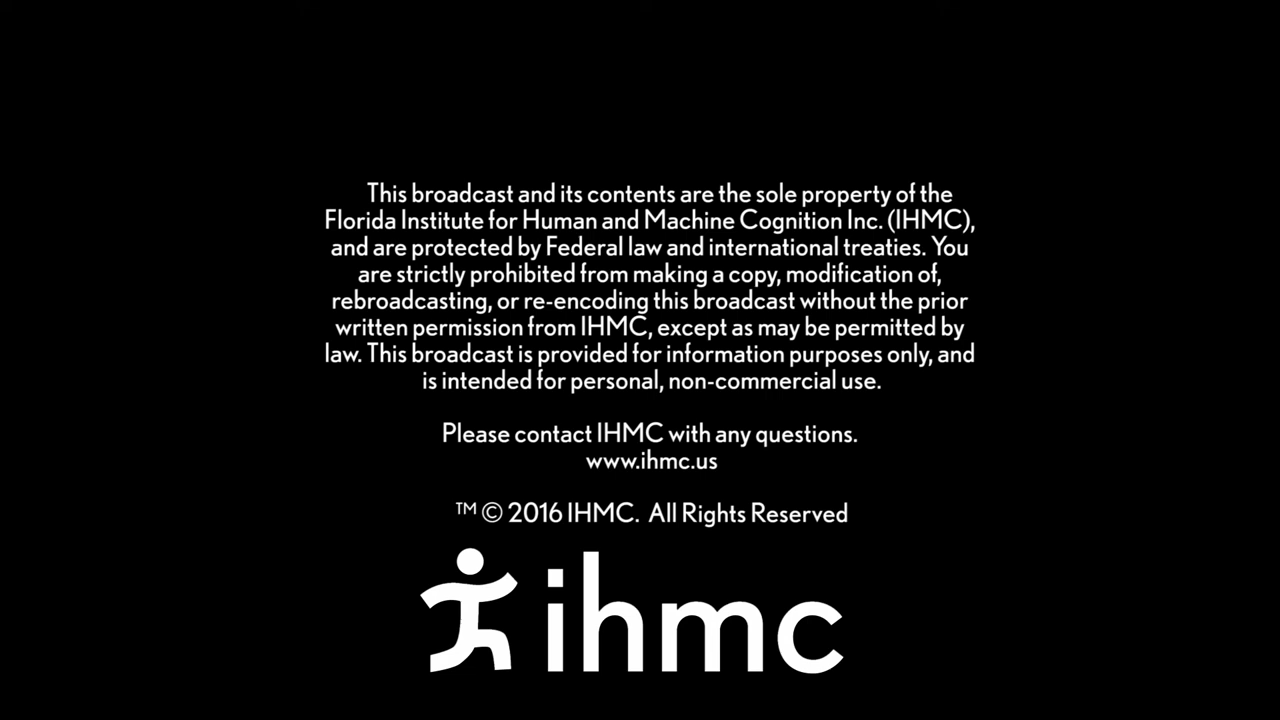 This broadcast and its contents are the sole property of the
Florida Institute for Human and Machine Cognition Inc. (IHMC),
and are protected by Federal law and international treaties. You
are strictly prohibited from making a copy, modification of,
rebroadcasting, or re-encoding this broadcast without the prior
written permission from IHMC, except as may be permitted by
law. This broadcast is provided for information purposes only, and
is intended for personal, non-commercial use.
Please contact IHMC with any questions.
www.ihmc.us
™ © 2016 IHMC. All Rights Reserved
ihmc